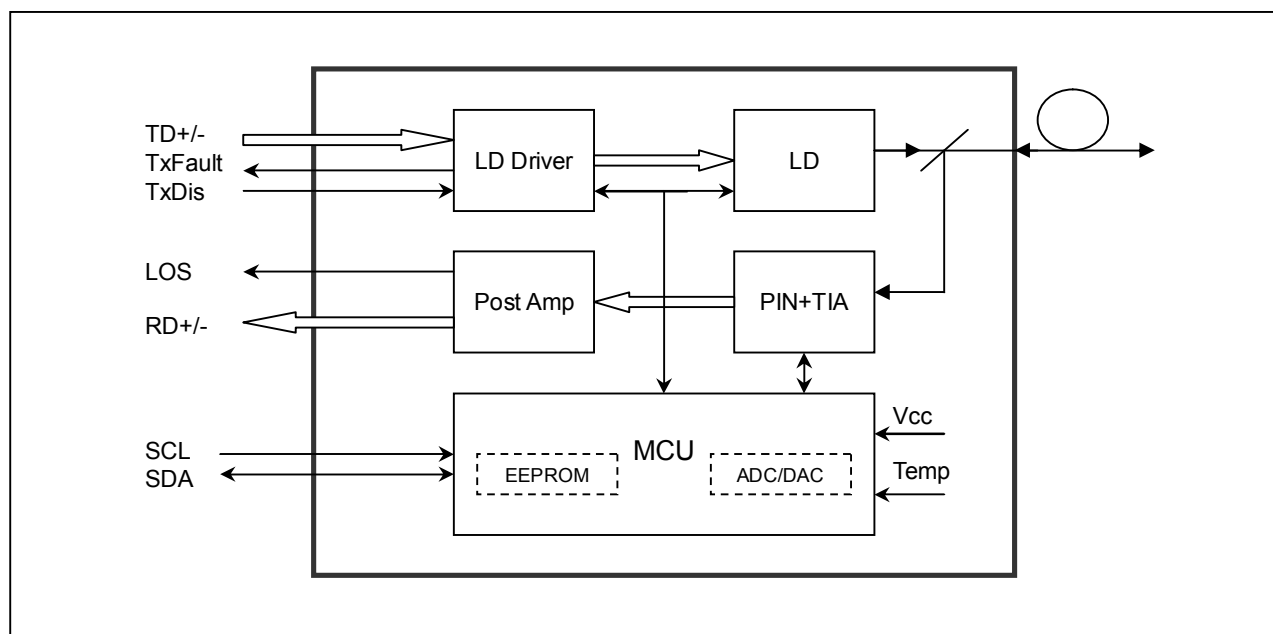 TD+/-
TxFault
TxDis
LD Driver
LD
LOS
RD+/-
Post Amp
PIN+TIA
SCL
SDA
MCU
EEPROM
ADC/DAC
Vcc
Temp